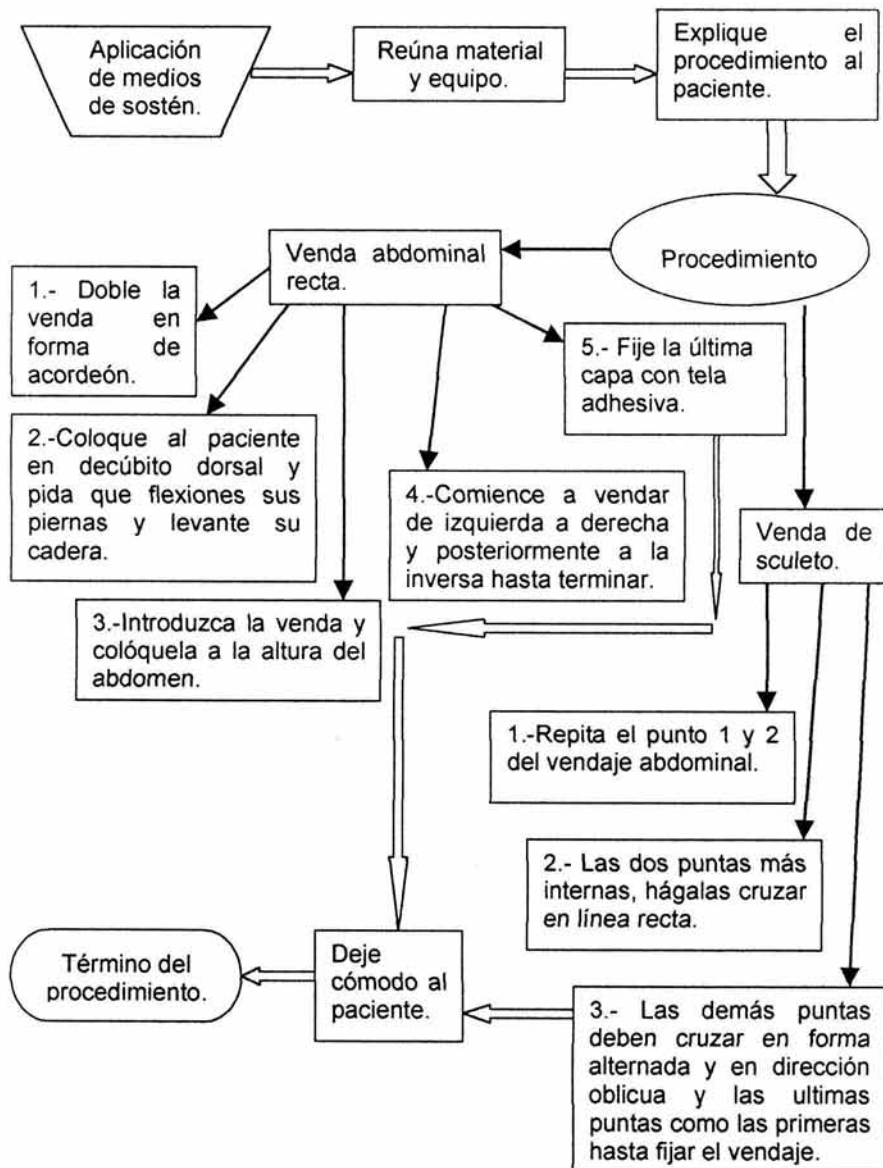 Aplicación
de medios
de sostén.
Reúna material
y equipo.
Explique el
procedimiento al
paciente.
Procedimiento
Venda abdominal
recta.
1.- Doble la
venda en
forma de
acordeón.
2.-Coloque al paciente
en decúbito dorsal y
pida que flexiones sus
piernas y levante su
cadera.
3.-Introduzca la venda y
colóquela a la altura del
abdomen.
4.-Comience a vendar
de izquierda a derecha
y posteriormente a la
inversa hasta terminar.
5.- Fije la última
capa con tela
adhesiva.
Venda de
sculeto.
1.-Repita el punto 1 y 2
del vendaje abdominal.
2.- Las dos puntas más
internas, hágalas cruzar
en línea recta.
3.- Las demás puntas
deben cruzar en forma
alternada y en dirección
oblicua y las ultimas
puntas como las primeras
hasta fijar el vendaje.
Deje
cómodo al
paciente.
Término del
procedimiento.